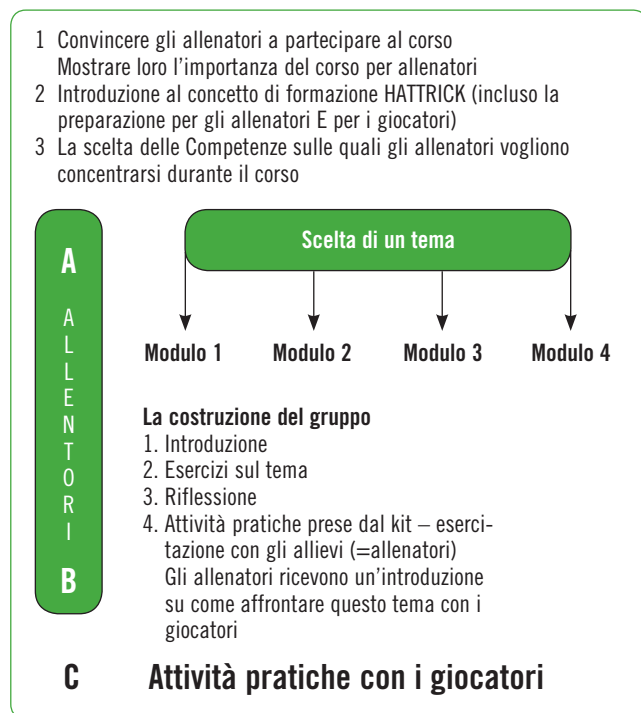 1 Convincere gli allenatori a partecipare al corso
Mostrare loro l'importanza del corso per allenatori
2 Introduzione al concetto di formazione HATTRICK (incluso la
preparazione per gli allenatori E per i giocatori)
3 La scelta delle Competenze sulle quali gli allenatori vogliono
concentrarsi durante il corso
A
A
L
L
E
N
T
O
R
I
B
Scelta di un tema
Modulo 1 Modulo 2 Modulo 3 Modulo 4
La costruzione del gruppo
1. Introduzione
2. Esercizi sul tema
3. Riflessione
4. Attività pratiche prese dal kit – eserci-
tazione con gli allievi (=allenatori)
Gli allenatori ricevono un'introduzione
su come affrontare questo tema con i
giocatori
C Attività pratiche con i giocatori